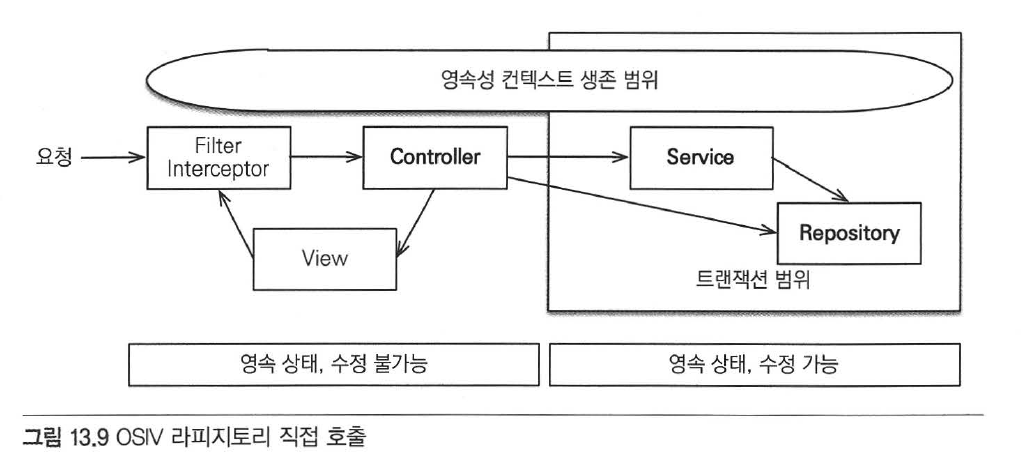 영속성 컨텍스트 생존 범위
요청
Filter
Interceptor
Controller
Service
Repository
View
트랜잭션 범위
영속 상태, 수정 불가능
영속 상태, 수정 가능
그림 13.9 OSIV 라피지토리 직접 호출